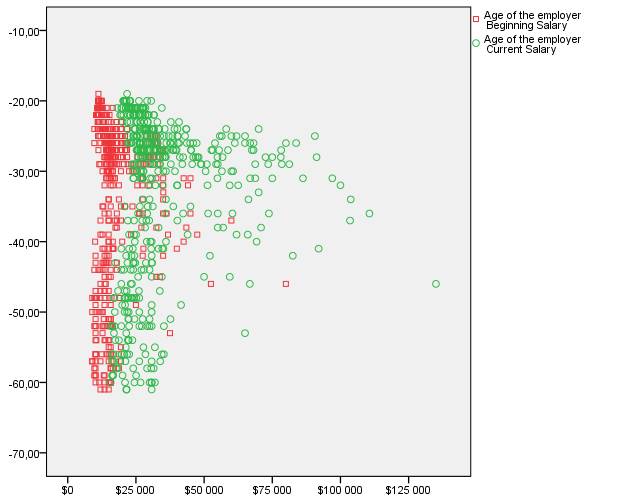 Age of the employer
Beginning Salary
Age of the employer
Current Salary
-10,00
-20,00
-30,00
-40,00
-50,00
-60,00
-70,00
$0 $25 000 $50 000 $75 000 $100 000 $125 000